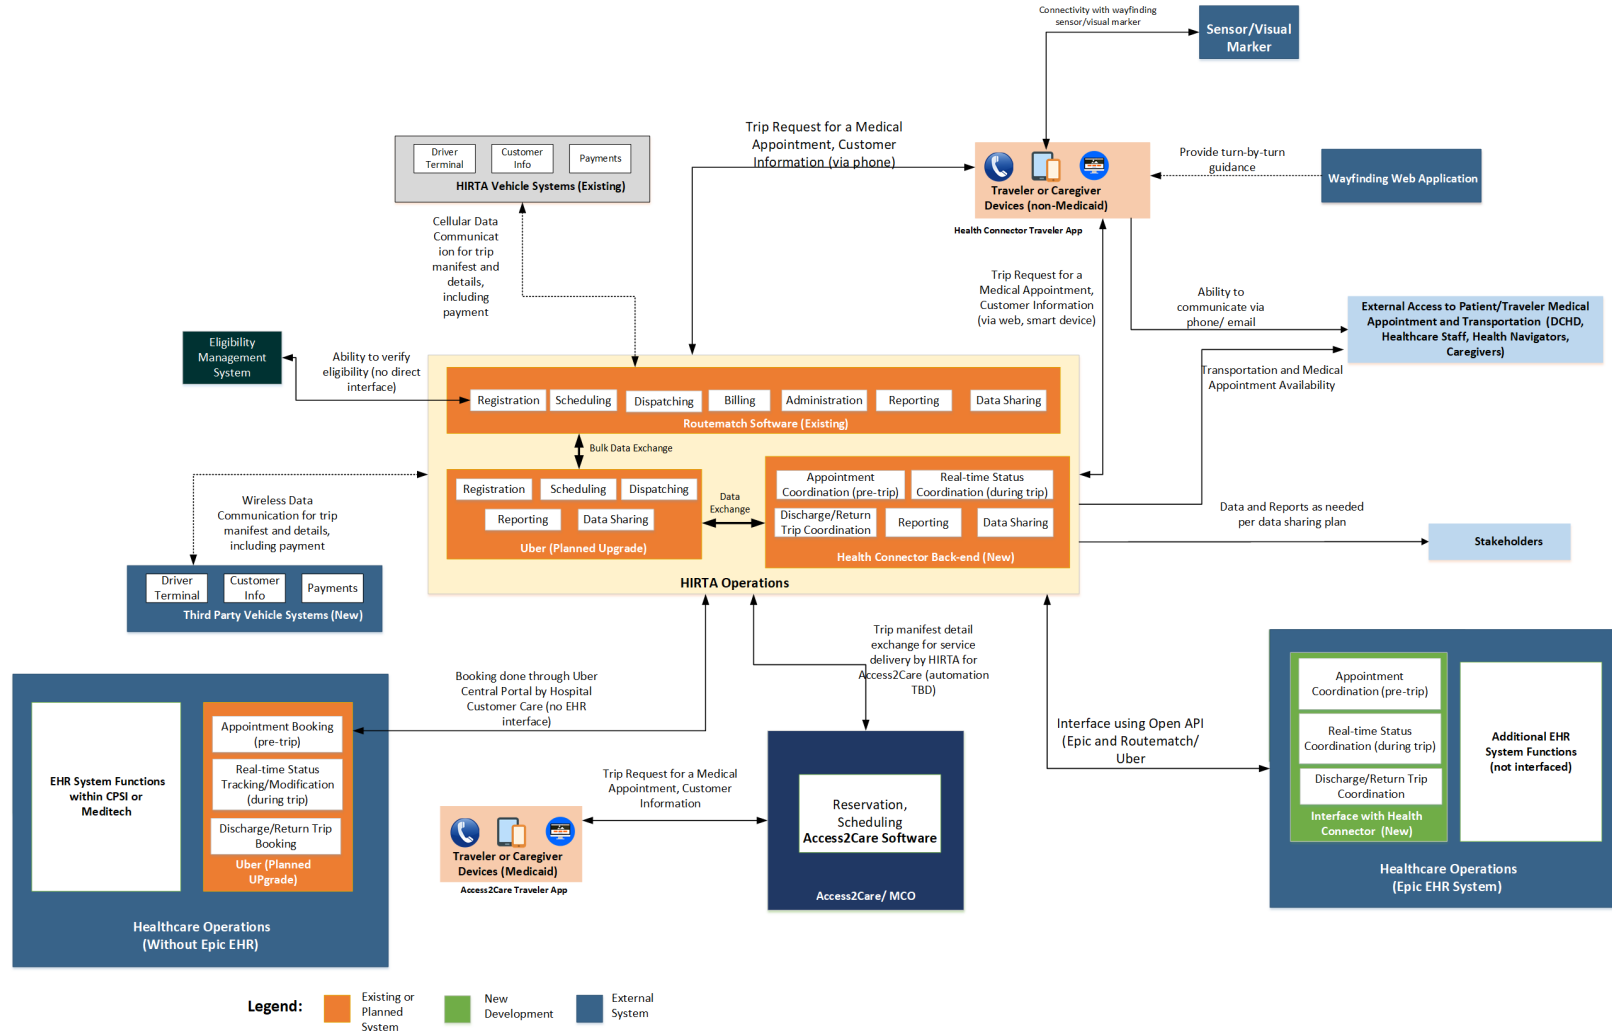 Connectivity with wayfinding
sensor/visual marker
Sensor/Visual
Marker
Trip Request for a Medical
Appointment, Customer
Information (via phone)
Driver
Terminal
Customer
Info
Payments
HIRTA Vehicle Systems (Existing)
Provide turn-by-turn
guidance
Wayfinding Web Application
Traveler or Caregiver
Devices (non-Medicaid)
Health Connector Traveler App
Cellular Data
Communicat
ion for trip
manifest and
details,
including
payment
Trip Request for a
Medical Appointment,
Customer Information
(via web, smart device)
Ability to
communicate via
phone/ email
External Access to Patient/Traveler Medical
Appointment and Transportation (DCHD,
Healthcare Staff, Health Navigators,
Caregivers)
Eligibility
Management
System
Ability to verify
eligibility (no direct
interface)
Transportation and Medical
Appointment Availability
Registration
Scheduling
Dispatching
Billing
Administration
Reporting
Data Sharing
Routematch Software (Existing)
Bulk Data Exchange
Registration
Scheduling
Dispatching
Reporting
Data Sharing
Uber (Planned Upgrade)
Data
Exchange
Appointment
Coordination (pre-trip)
Real-time Status
Coordination (during trip)
Discharge/Return
Trip Coordination
Reporting
Data Sharing
Health Connector Back-end (New)
HIRTA Operations
Wireless Data
Communication for trip
manifest and details,
including payment
Data and Reports as needed
per data sharing plan
Stakeholders
Driver
Terminal
Customer
Info
Payments
Third Party Vehicle Systems (New)
Trip manifest detail
exchange for service
delivery by HIRTA for
Access2Care (automation
TBD)
Booking done through Uber
Central Portal by Hospital
Customer Care (no EHR
interface)
EHR System Functions
within CPSI or
Meditech
Appointment Booking
(pre-trip)
Real-time Status
Tracking/Modification
(during trip)
Discharge/Return Trip
Booking
Uber (Planned
UPgrade)
Healthcare Operations
(Without Epic EHR)
Trip Request for a Medical
Appointment, Customer
Information
Traveler or Caregiver
Devices (Medicaid)
Access2Care Traveler App
Reservation,
Scheduling
Access2Care Software
Access2Care/ MCO
Interface using Open API
(Epic and Routematch/
Uber
Appointment
Coordination (pre-trip)
Real-time Status
Coordination (during trip)
Discharge/Return Trip
Coordination
Interface with Health
Connector (New)
Additional EHR
System Functions
(not interfaced)
Healthcare Operations
(Epic EHR System)
Legend:
Existing or
Planned
System
New
Development
External
System